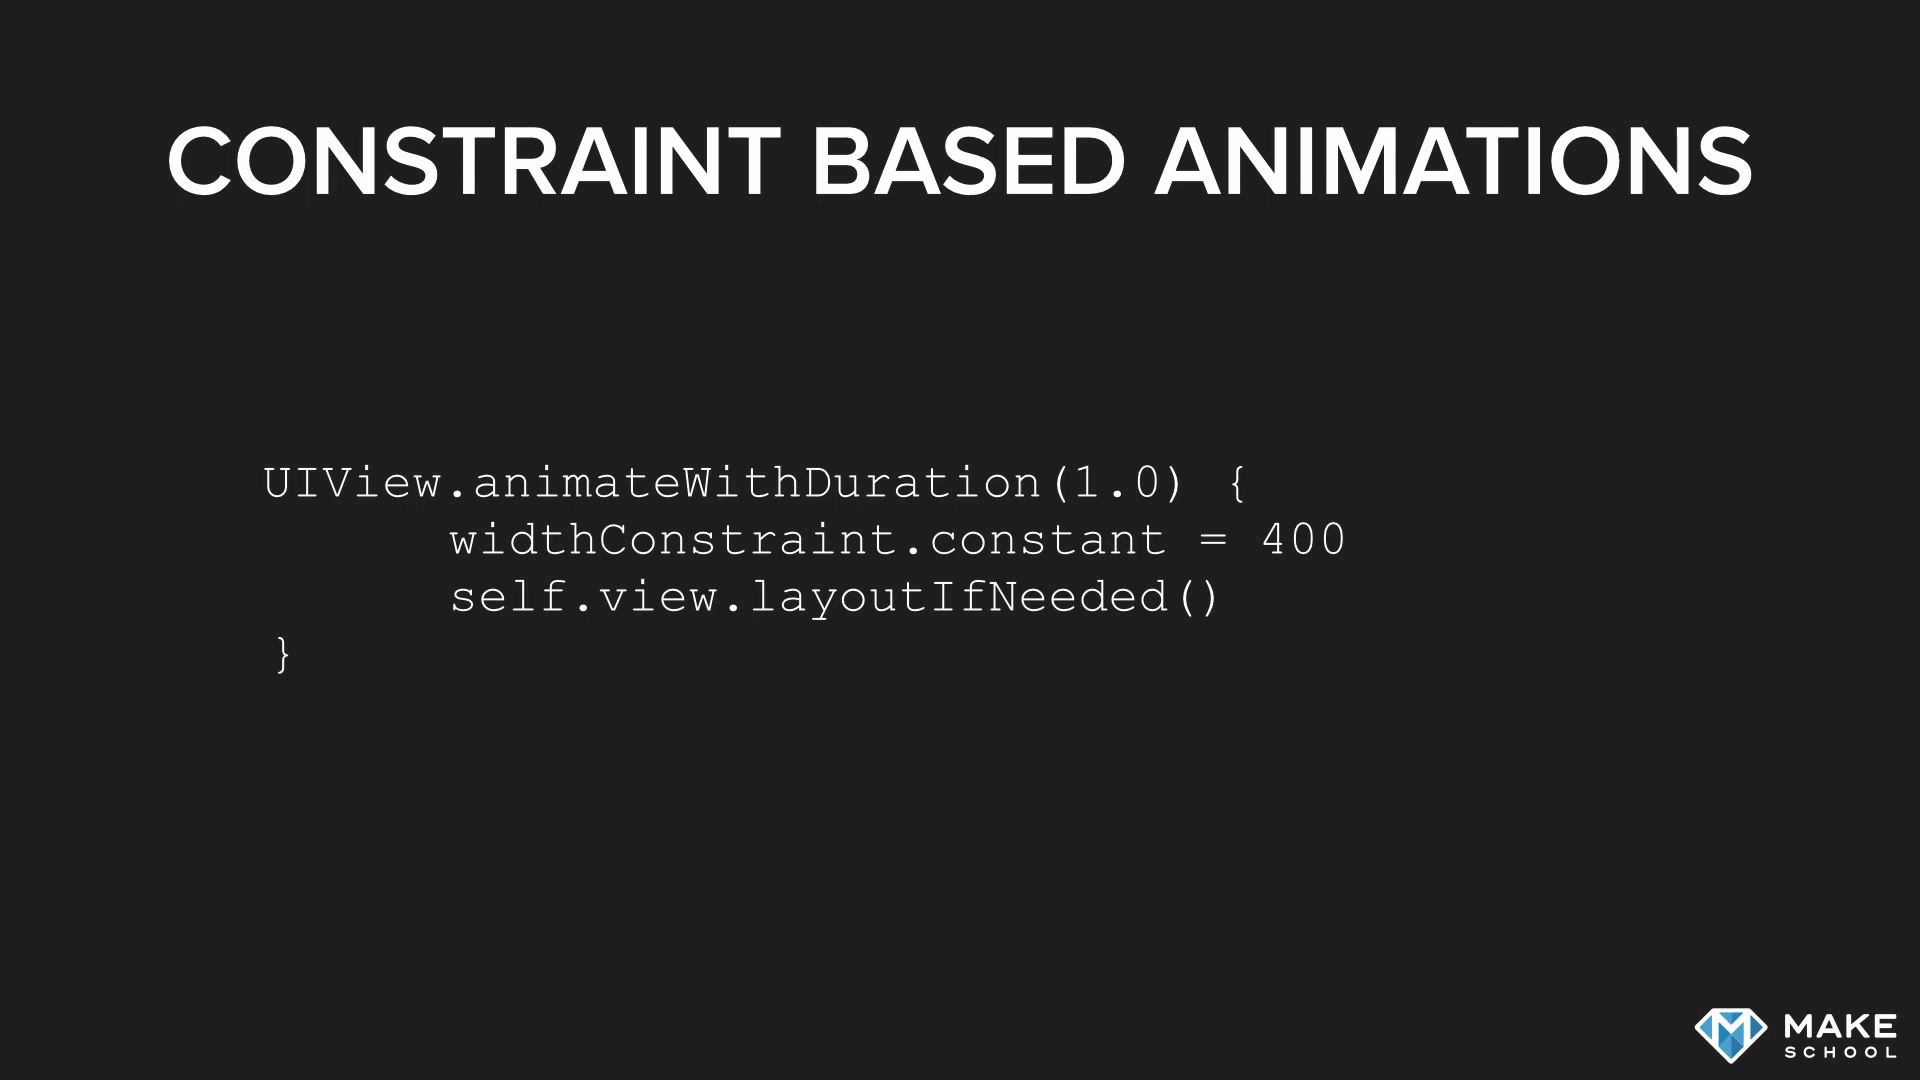 CONSTRAINT BASED ANIMATIONS
UIView.animateWithDuration(1.0) {
widthConstraint.constant = 400
self.view.layoutIfNeeded()
}
MAKE
SCHOOL